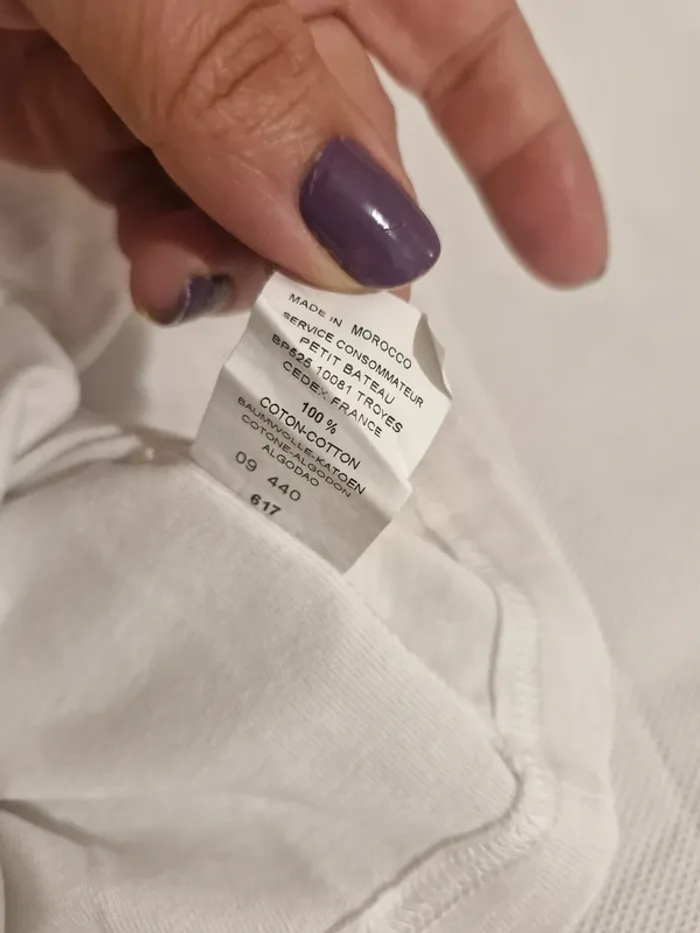 MADE IN MOROCCO
SERVICE CONSOMMATEUR
PETIT BATEAU
BP525 10081 TROYES
CEDEX FRANCE
100 %
COTON-COTTON
BAUMWOLLE-KATOEN
COTONE-ALGODON
ALGODAO
09 440
617